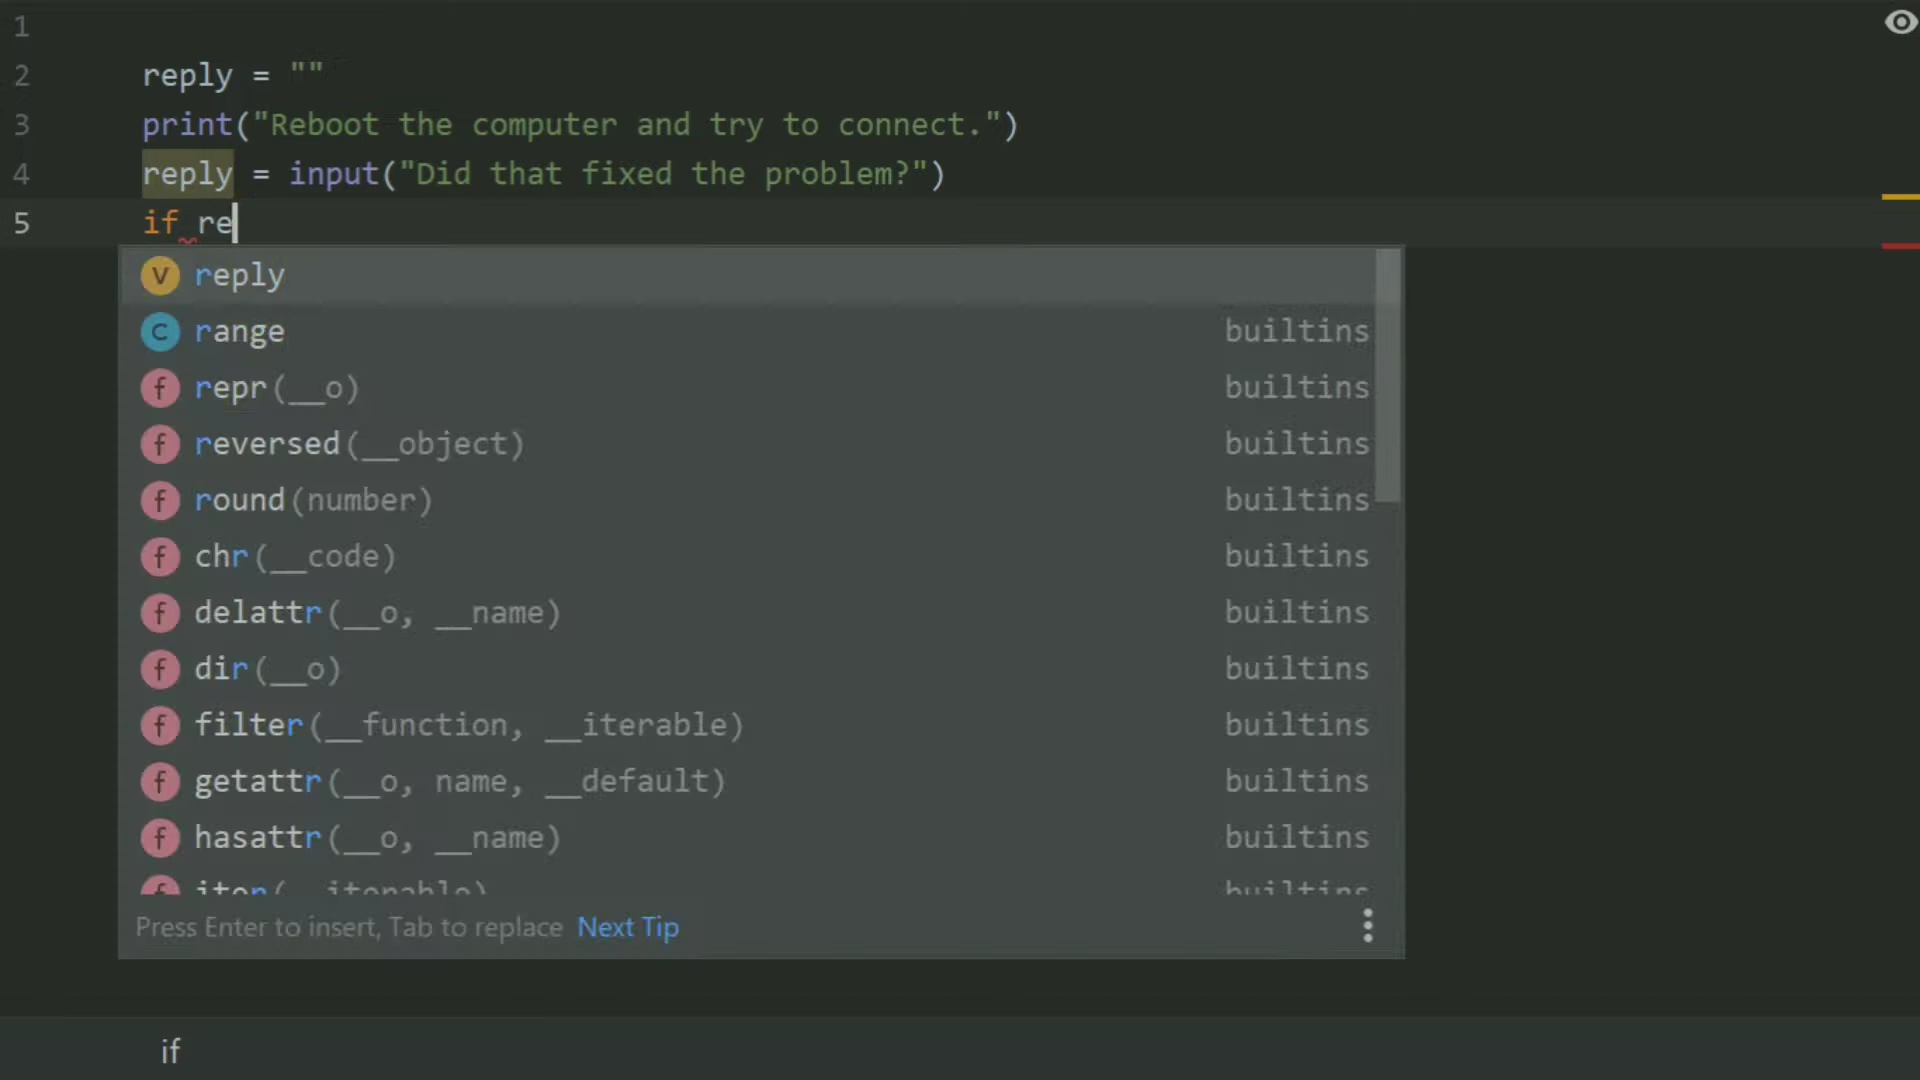 1
2 reply = ""
3 print("Reboot the computer and try to connect.")
4 reply = input("Did that fixed the problem?")
5 if re
V reply
C range builtins
f repr(__o) builtins
f reversed(__object) builtins
f round(number) builtins
f chr(__code) builtins
f delattr(__o, __name) builtins
f dir(__o) builtins
f filter(__function, __iterable) builtins
f getattr(__o, name, __default) builtins
f hasattr(__o, __name) builtins
f iter(__iterable) builtins
Press Enter to insert, Tab to replace Next Tip
if